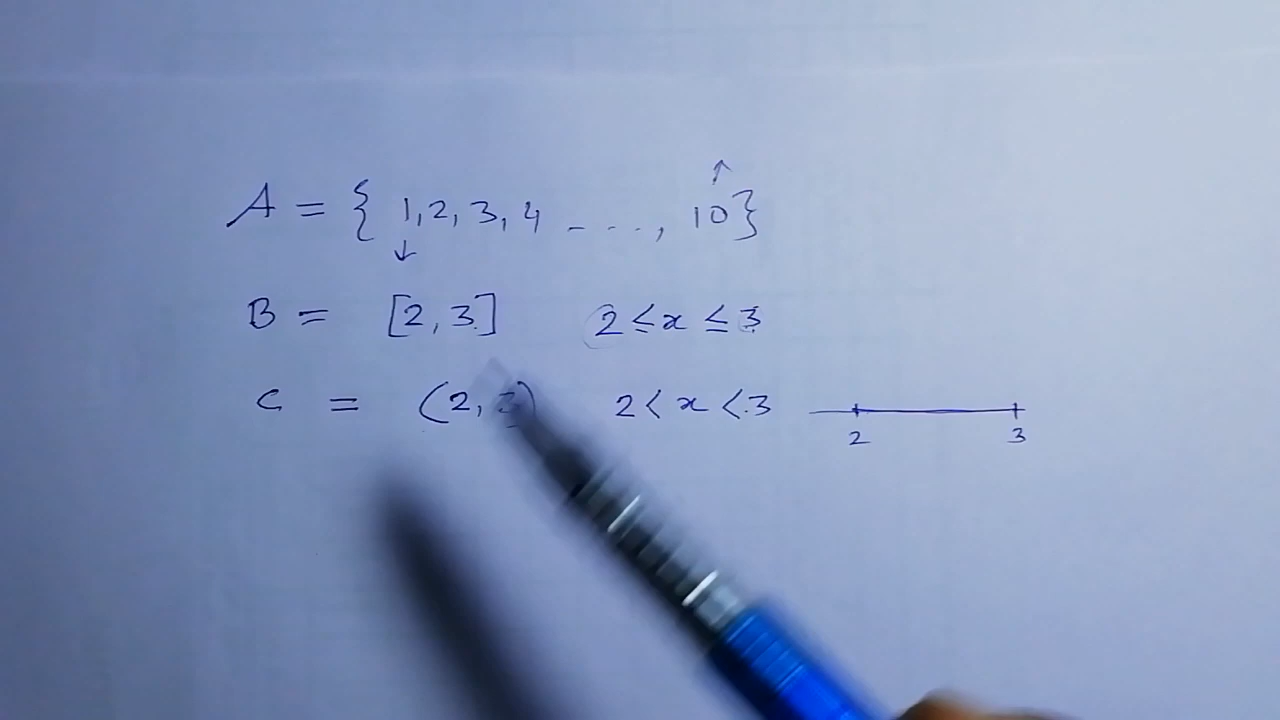 A = { 1, 2, 3, 4 - - . . ., 10}
B = [2, 3] 2 ≤ x ≤ 3
C = (2, 3) 2 < x < 3
2 3